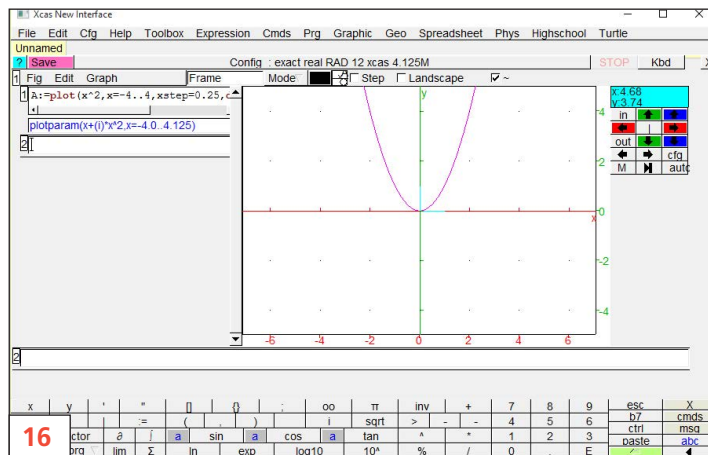 Xcas New Interface
File Edit Cfg Help Toolbox Expression Cmds Prg Graphic Geo Spreadsheet Phys Highschool Turtle
Unnamed
? Save Config : exact real RAD 12 xcas 4.125M STOP Kbd X
1 Fig Edit Graph Frame Mode Step Landscape ~
1 A:=plot(x^2,x=-4..4,xstep=0.25,c
plotparam(x+(i)*x^2,x=-4.0..4.125)
2
y
4
2
0
x
-2
-4
-6 -4 -2 0 2 4 6
x:4.68
y:3.74
in
out
cfg
M auto
2
x y ' " [] {} ; oo π inv + 7 8 9 esc X
:= ( , ) i sqrt > - - 4 5 6 b7 cmds
ctor ∂ ∫ a sin a cos a tan ^ * 1 2 3 ctrl msg
prg lim Σ ln exp log10 10^ % / 0 . E paste abc
16